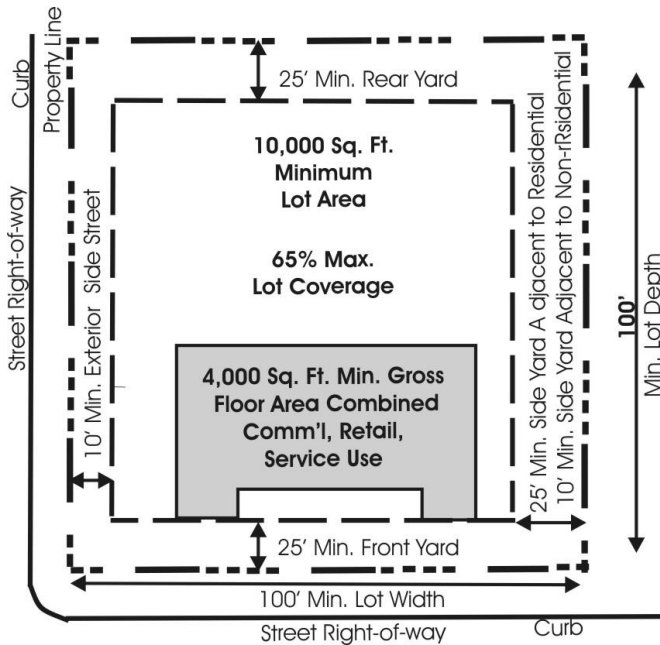 Curb
Property Line
25' Min. Rear Yard
10,000 Sq. Ft.
Minimum
Lot Area
65% Max.
Lot Coverage
4,000 Sq. Ft. Min. Gross
Floor Area Combined
Comm'l, Retail,
Service Use
Street Right-of-way
10' Min. Exterior Side Street
25' Min. Side Yard A djacent to Residential
10' Min. Side Yard Adjacent to Non-rRsidential
100'
Min. Lot Depth
25' Min. Front Yard
100' Min. Lot Width
Street Right-of-way
Curb